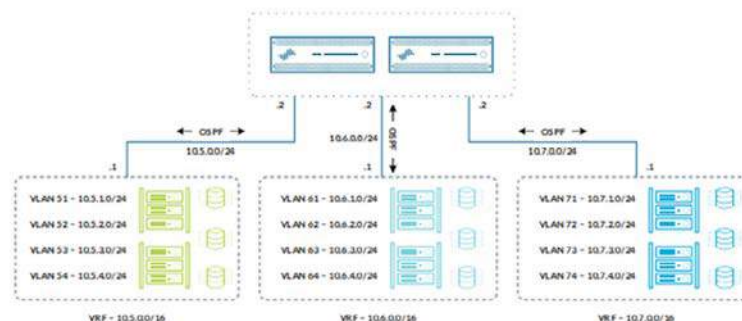 .2
.2
.2
OSPF
10.5.0.0/24
10.6.0.0/24
OSPF
OSPF
10.7.0.0/24
.1
.1
.1
VLAN 51 - 10.5.1.0/24
VLAN 52 - 10.5.2.0/24
VLAN 53 - 10.5.3.0/24
VLAN 54 - 10.5.4.0/24
VRF - 10.5.0.0/16
VLAN 61 - 10.6.1.0/24
VLAN 62 - 10.6.2.0/24
VLAN 63 - 10.6.3.0/24
VLAN 64 - 10.6.4.0/24
VRF - 10.6.0.0/16
VLAN 71 - 10.7.1.0/24
VLAN 72 - 10.7.2.0/24
VLAN 73 - 10.7.3.0/24
VLAN 74 - 10.7.4.0/24
VRF - 10.7.0.0/16